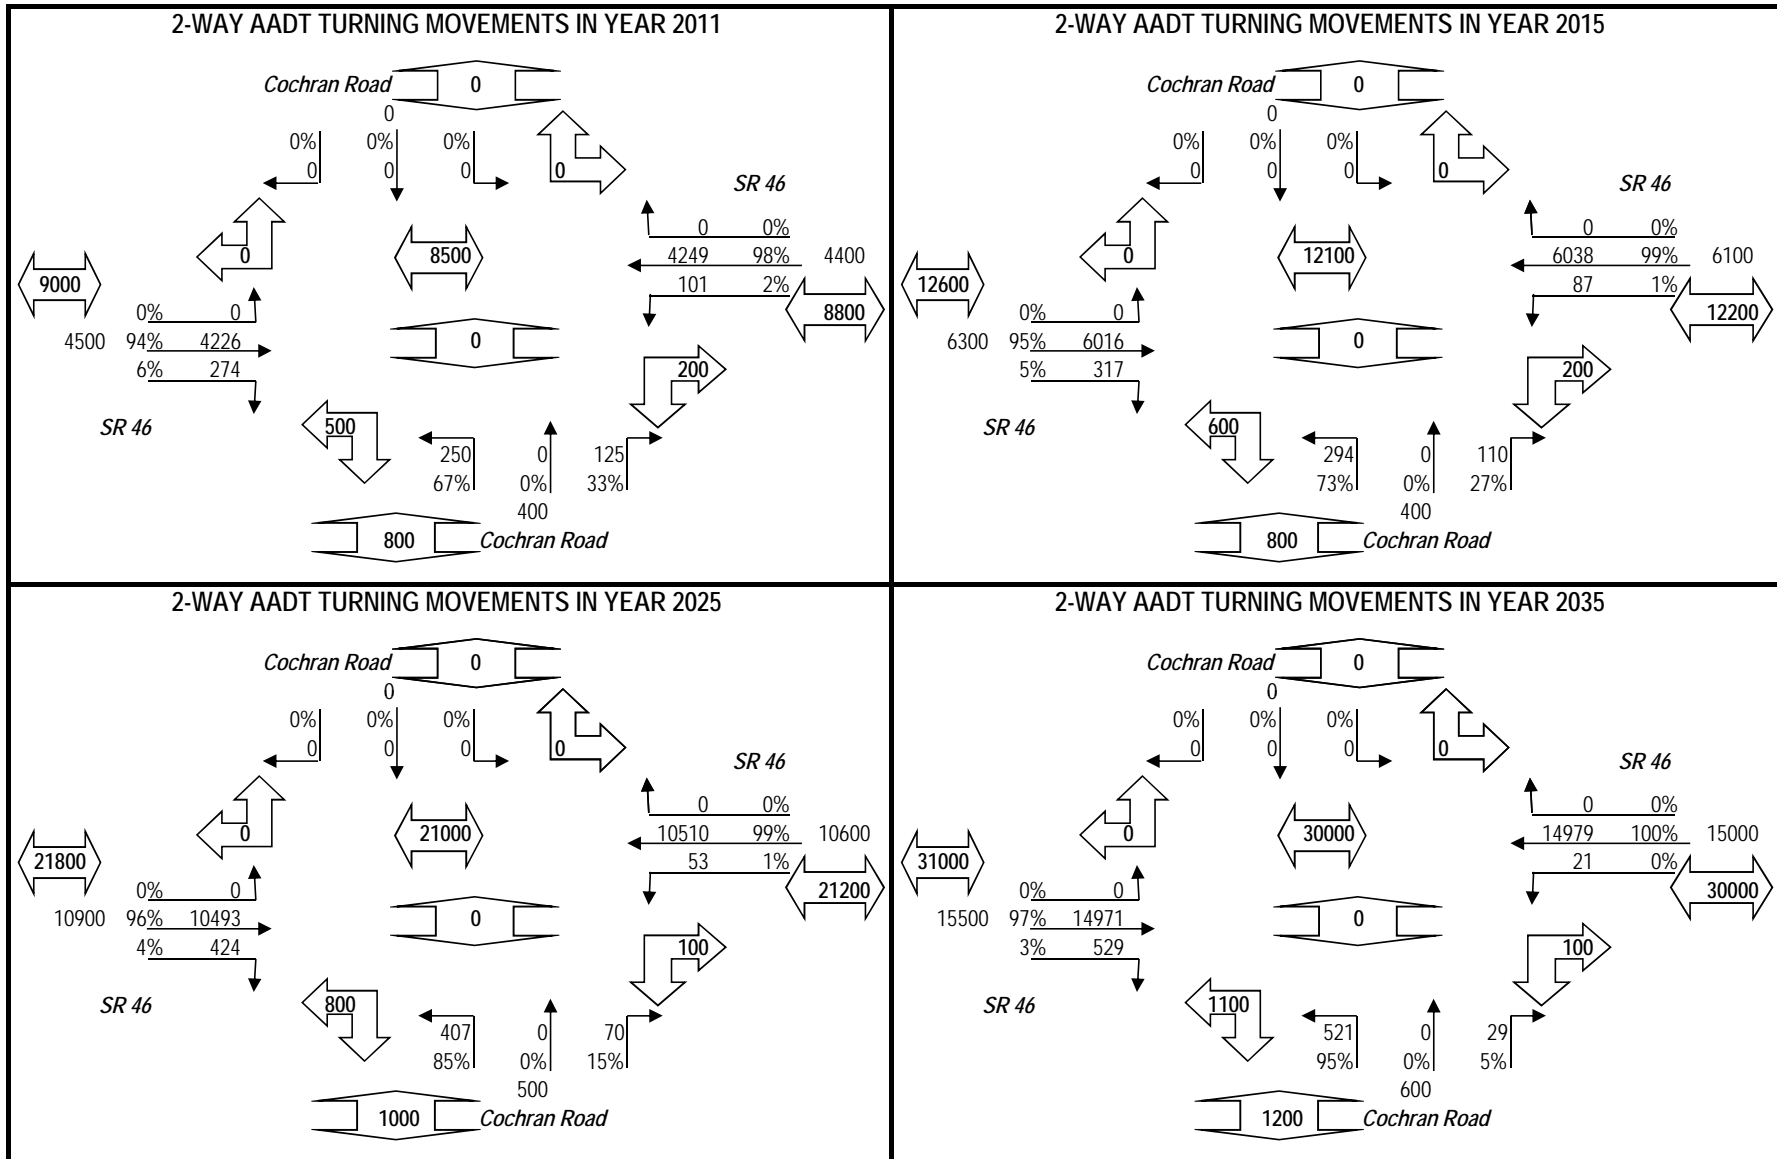 2-WAY AADT TURNING MOVEMENTS IN YEAR 2011
Cochran Road 0
0
0% 0% 0%
0 0 0 0
SR 46
0 0%
0 8500 4249 98% 4400
9000 101 2%
8800
0% 0
4500 94% 4226 0
6% 274 200
SR 46 500
250 0 125
67% 0% 33%
400
800 Cochran Road
2-WAY AADT TURNING MOVEMENTS IN YEAR 2015
Cochran Road 0
0
0% 0% 0%
0 0 0 0
SR 46
0 0%
0 12100 6038 99% 6100
12600 87 1%
12200
0% 0
6300 95% 6016 0
5% 317 200
SR 46 600
294 0 110
73% 0% 27%
400
800 Cochran Road
2-WAY AADT TURNING MOVEMENTS IN YEAR 2025
Cochran Road 0
0
0% 0% 0%
0 0 0 0
SR 46
0 0%
0 21000 10510 99% 10600
21800 53 1%
21200
0% 0
10900 96% 10493 0
4% 424 100
SR 46 800
407 0 70
85% 0% 15%
500
1000 Cochran Road
2-WAY AADT TURNING MOVEMENTS IN YEAR 2035
Cochran Road 0
0
0% 0% 0%
0 0 0 0
SR 46
0 0%
0 30000 14979 100% 15000
31000 21 0%
30000
0% 0
15500 97% 14971 0
3% 529 100
SR 46 1100
521 0 29
95% 0% 5%
600
1200 Cochran Road